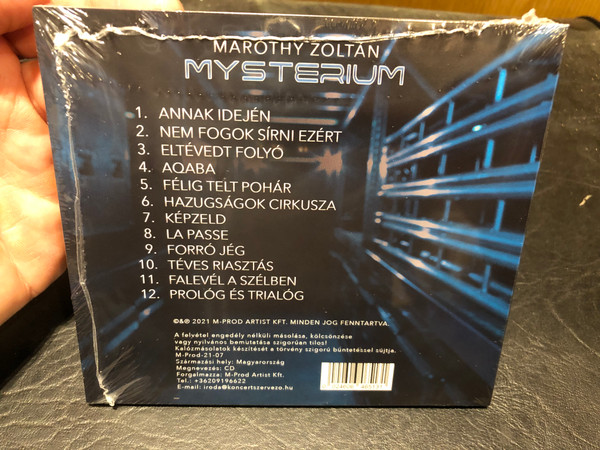 MARÓTHY ZOLTÁN
MYSTERIUM
1. ANNAK IDEJÉN
2. NEM FOGOK SÍRNI EZÉRT
3. ELTÉVEDT FOLYÓ
4. AQABA
5. FÉLIG TELT POHÁR
6. HAZUGSÁGOK CIRKUSZA
7. KÉPZELD
8. LA PASSE
9. FORRÓ JÉG
10. TÉVES RIASZTÁS
11. FALEVÉL A SZÉLBEN
12. PROLÓG ÉS TRIALÓG
©&℗ 2021 M-PROD ARTIST KFT. MINDEN JOG FENNTARTVA.
A felvétel engedély nélküli másolása, kölcsönzése
vagy nyilvános bemutatása szigorúen tilos!
Kalózmásolatok készítését a törvény szigorú büntetéssel sújtja.
M-Prod-21-07
Származási hely: Magyarország
Megnevezés: CD
Forgalmazza: M-Prod Artist Kft.
Tel.: +36209196622
E-mail: iroda@koncertszervezo.hu